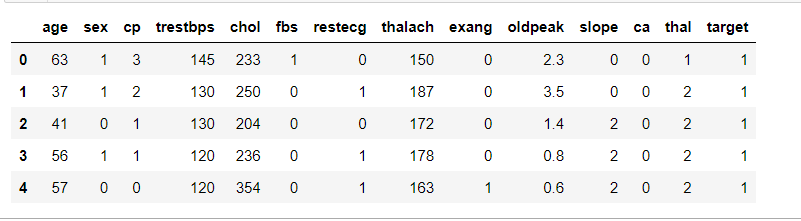 age sex cp trestbps chol fbs restecg thalach exang oldpeak slope ca thal target
0 63 1 3 145 233 1 0 150 0 2.3 0 0 1 1
1 37 1 2 130 250 0 1 187 0 3.5 0 0 2 1
2 41 0 1 130 204 0 0 172 0 1.4 2 0 2 1
3 56 1 1 120 236 0 1 178 0 0.8 2 0 2 1
4 57 0 0 120 354 0 1 163 1 0.6 2 0 2 1